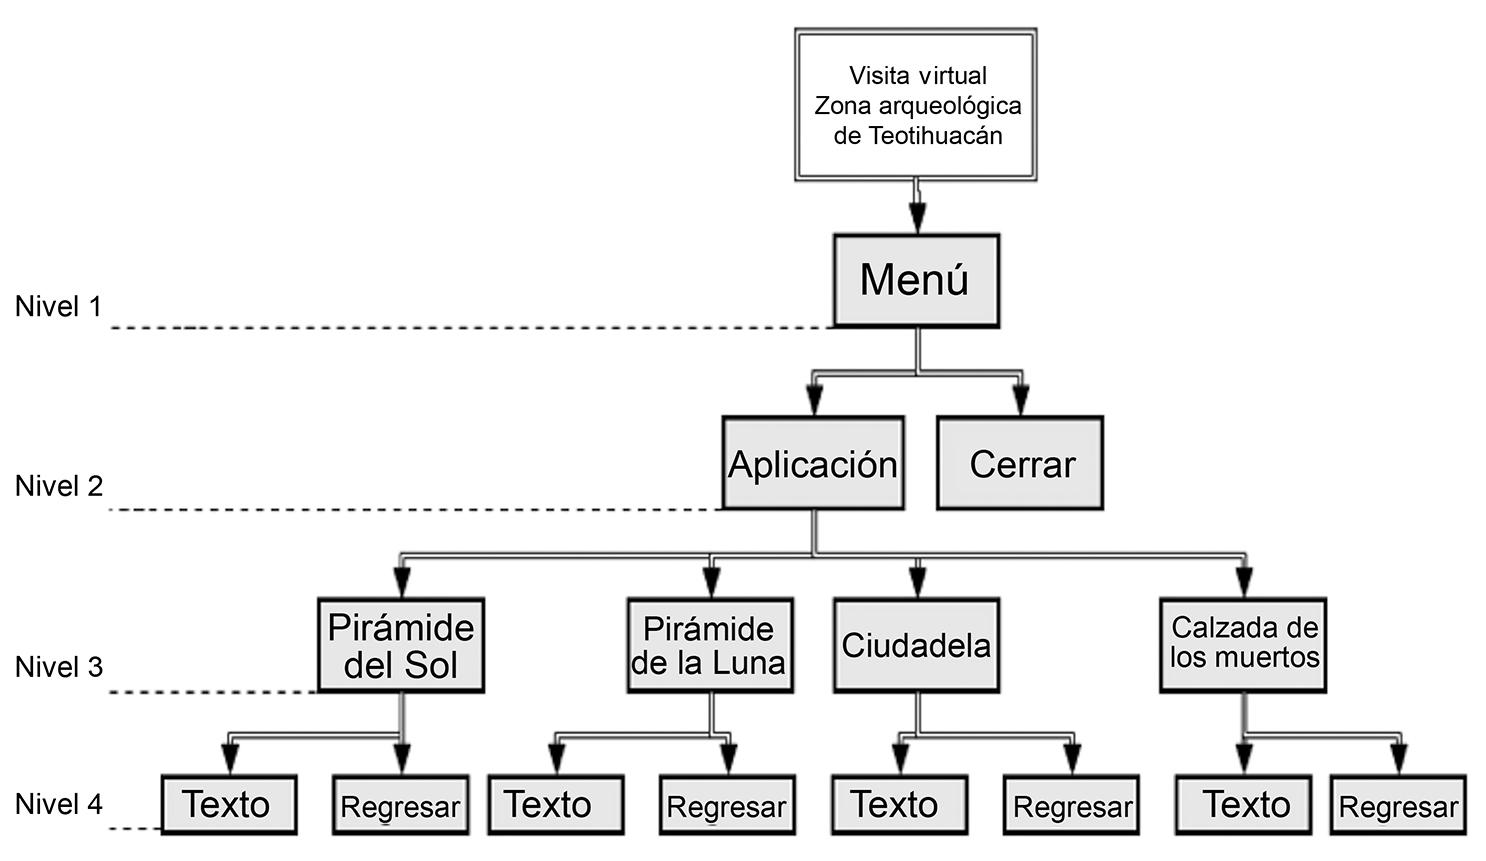 Visita virtual
Zona arqueológica
de Teotihuacán
Menú
Nivel 1
Aplicación
Cerrar
Nivel 2
Pirámide
del Sol
Pirámide
de la Luna
Ciudadela
Calzada de
los muertos
Nivel 3
Nivel 4
Texto
Regresar
Texto
Regresar
Texto
Regresar
Texto
Regresar